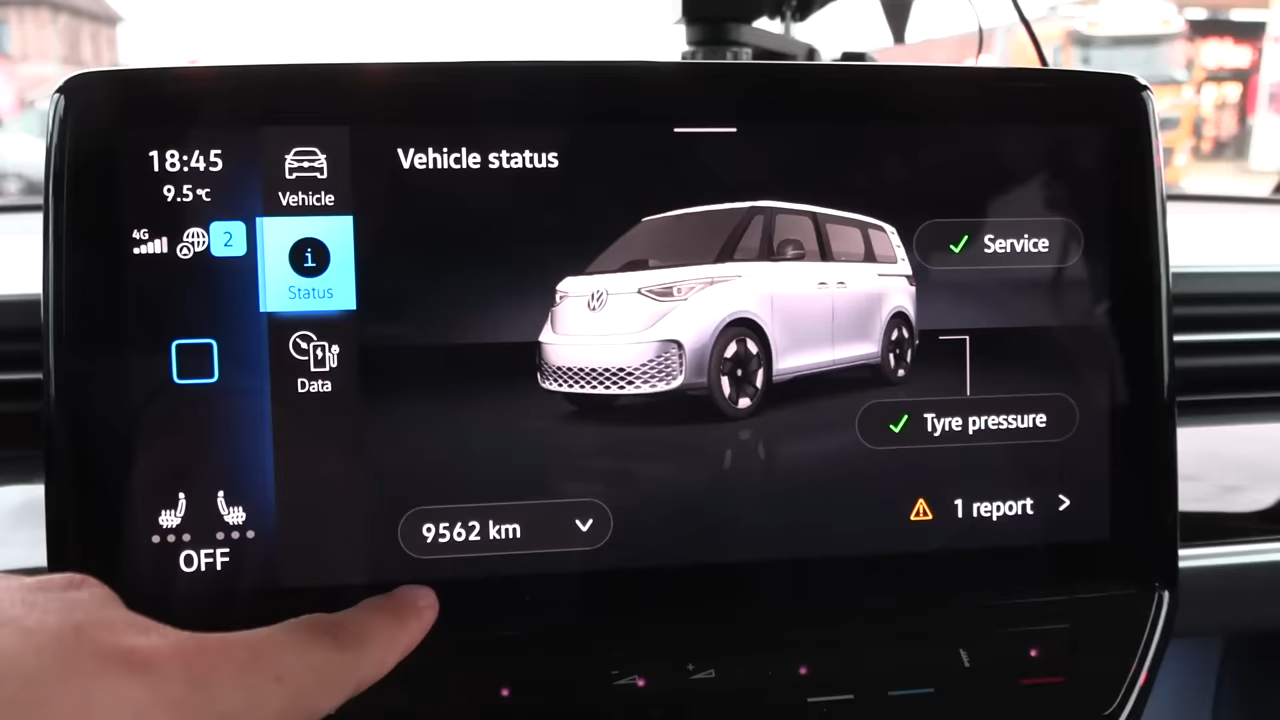 18:45
9.5°C
4G
2
Vehicle
Status
Data
OFF
Vehicle status
Service
Tyre pressure
1 report
9562 km